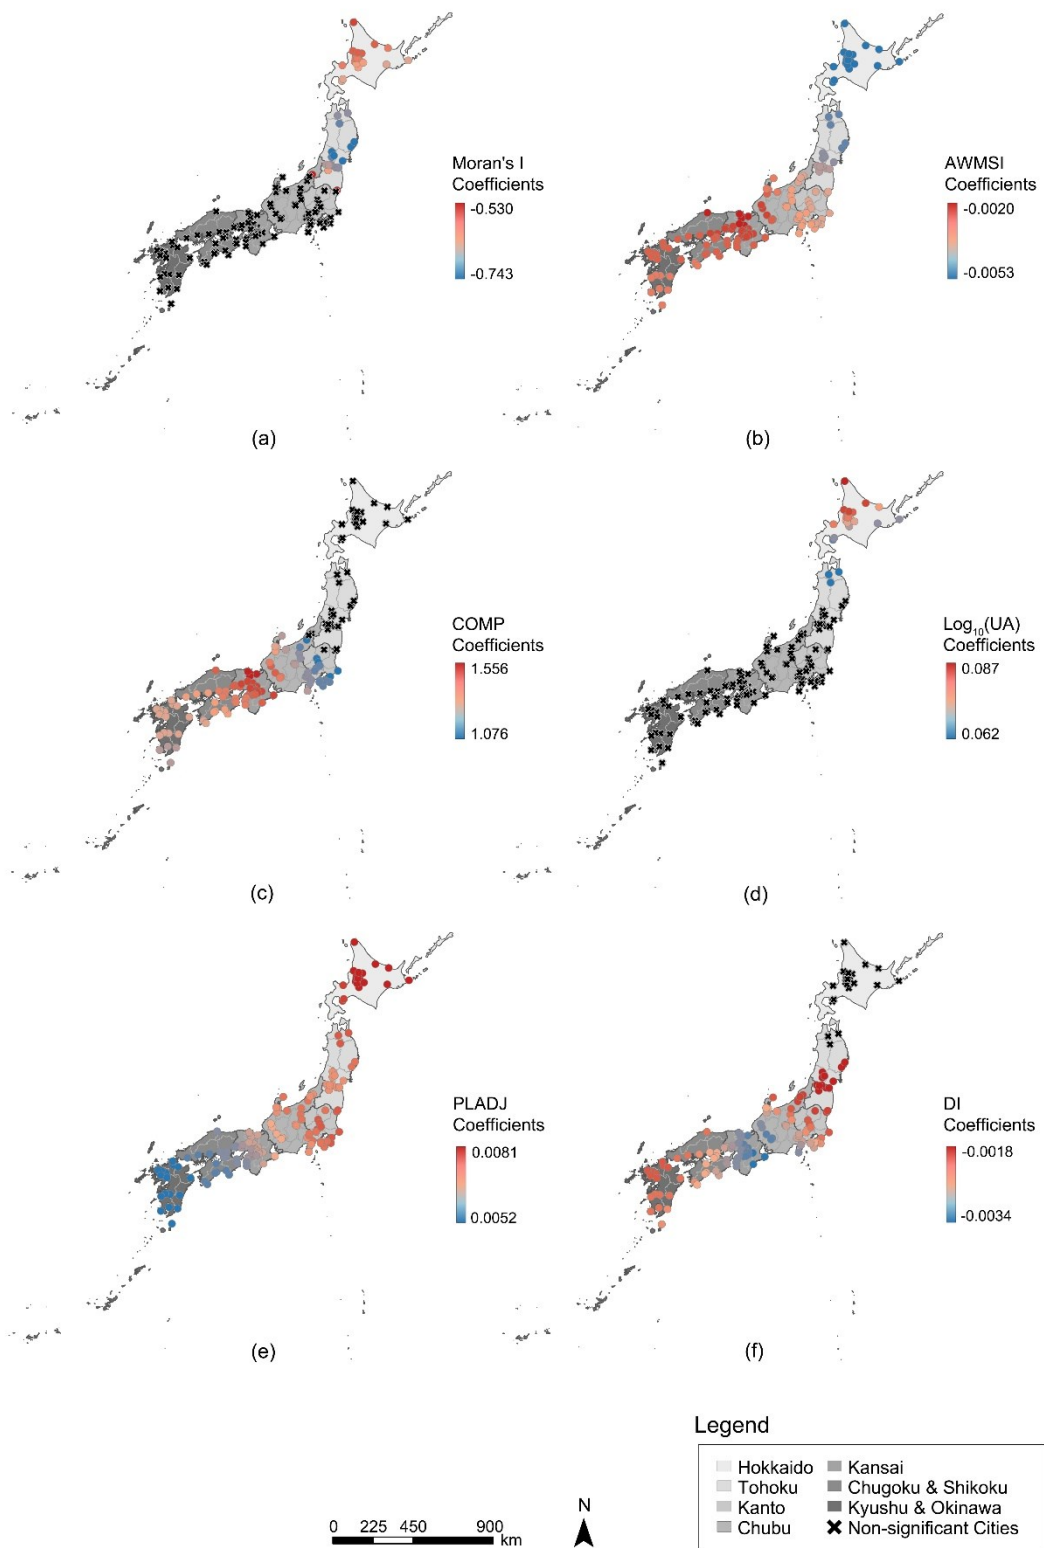 Moran's I
Coefficients
-0.530
-0.743
(a)
AWMSI
Coefficients
-0.0020
-0.0053
(b)
COMP
Coefficients
1.556
1.076
(c)
Log₁₀(UA)
Coefficients
0.087
0.062
(d)
PLADJ
Coefficients
0.0081
0.0052
(e)
DI
Coefficients
-0.0018
-0.0034
(f)
0 225 450 900
km
N
Legend
Hokkaido
Tohoku
Kanto
Chubu
Kansai
Chugoku & Shikoku
Kyushu & Okinawa
Non-significant Cities